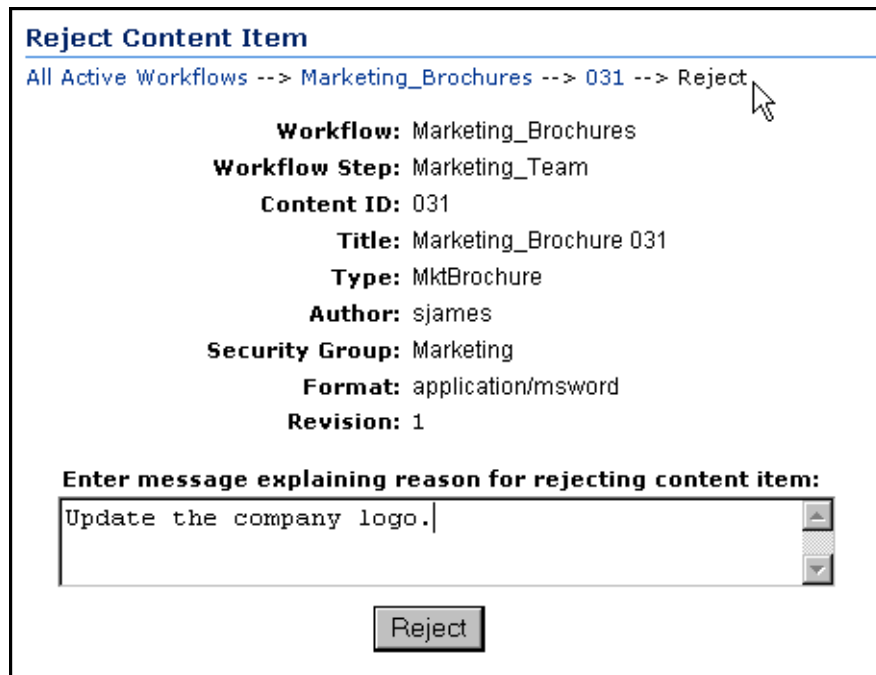 Reject Content Item
All Active Workflows --> Marketing_Brochures --> 031 --> Reject
Workflow: Marketing_Brochures
Workflow Step: Marketing_Team
Content ID: 031
Title: Marketing_Brochure 031
Type: MktBrochure
Author: sjames
Security Group: Marketing
Format: application/msword
Revision: 1
Enter message explaining reason for rejecting content item:
Update the company logo.
Reject